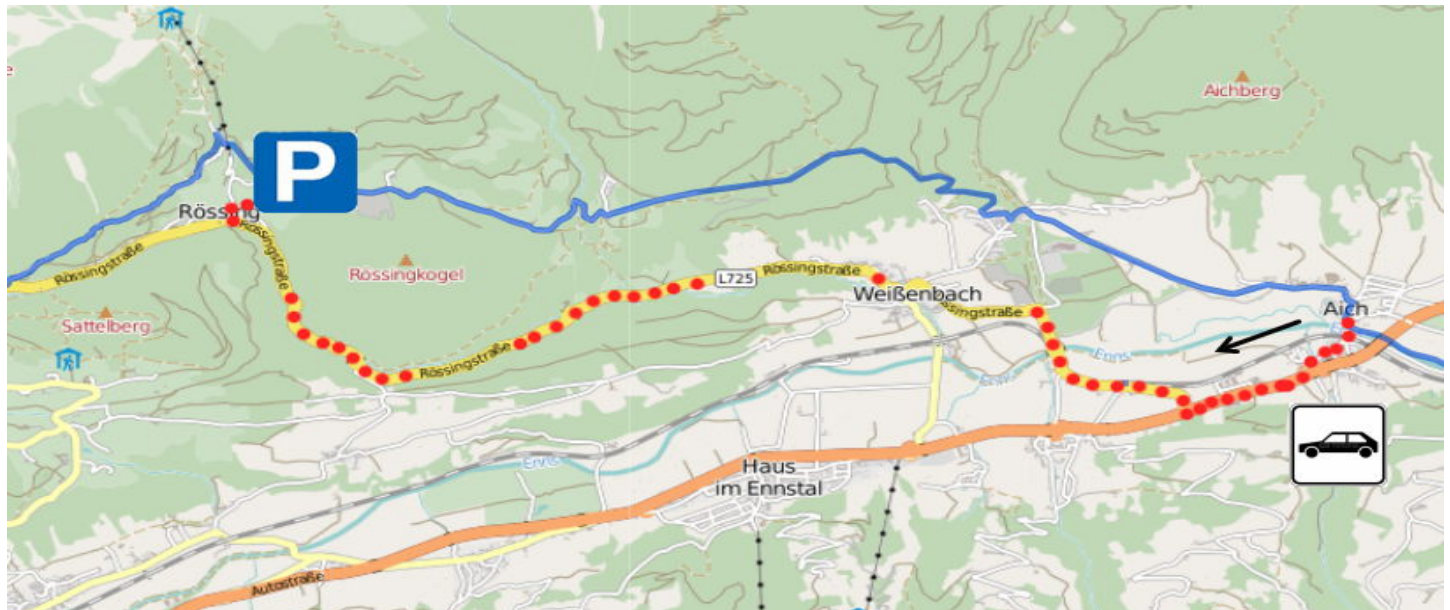 Aichberg
P
Rössing
Rössingstraße
Rössingstraße
Rössingkogel
Sattelberg
L725
Rössingstraße
Weißenbach
ssingstraße
Aich
Rössingstraße
Enns
Enns
Enns
Haus
im Ennstal
Autostraße